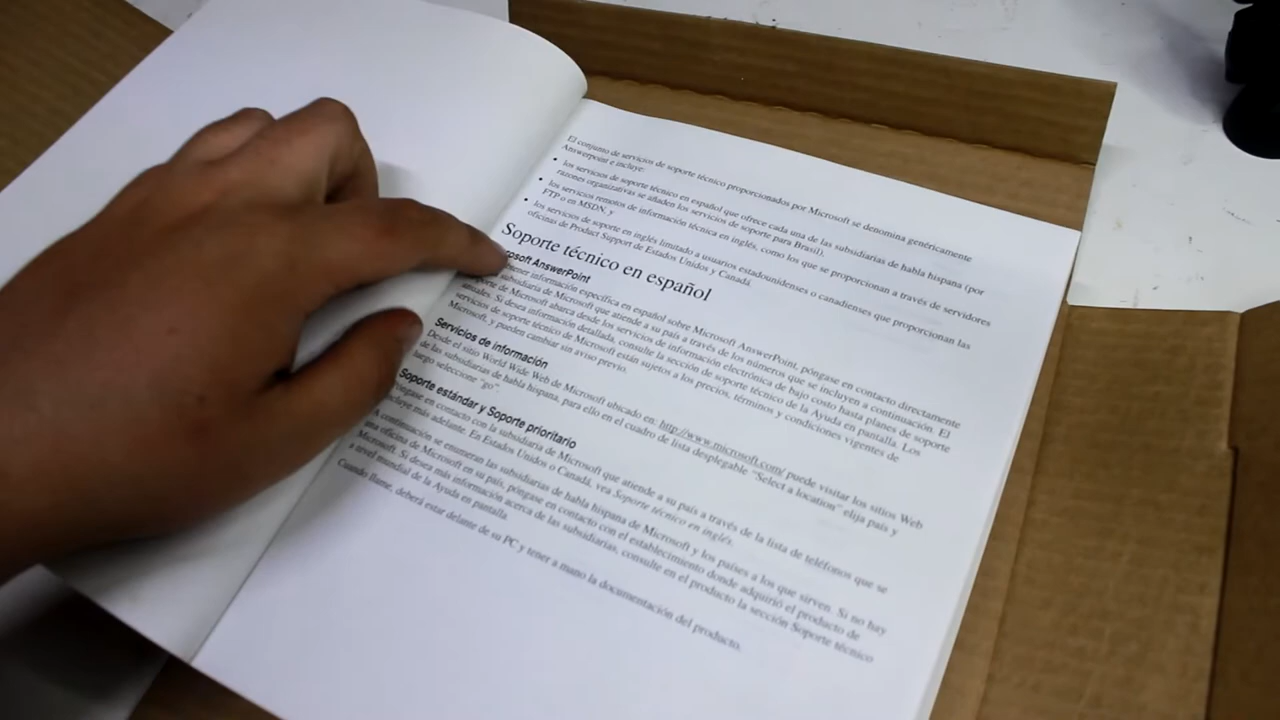 El conjunto de servicios de soporte técnico proporcionados por Microsoft se denomina genéricamente
Answerpoint e incluye:
• los servicios de soporte técnico en español que ofrece cada una de las subsidiarias de habla hispana (por
razones organizativas se añaden los servicios de soporte para Brasil),
• los servicios remotos de información técnica en inglés, como los que se proporcionan a través de servidores
FTP o en MSDN, y
• los servicios de soporte en inglés limitado a usuarios estadounidenses o canadienses que proporcionan las
oficinas de Product Support de Estados Unidos y Canadá.
Soporte técnico en español
rosoft AnswerPoint
tener información específica en español sobre Microsoft AnswerPoint, póngase en contacto directamente
subsidiaria de Microsoft que atiende a su país a través de los números que se incluyen a continuación. El
porte de Microsoft abarca desde los servicios de información electrónica de bajo costo hasta planes de soporte
anuales. Si desea información detallada, consulte la sección de soporte técnico de la Ayuda en pantalla. Los
servicios de soporte técnico de Microsoft están sujetos a los precios, términos y condiciones vigentes de
Microsoft, y pueden cambiar sin aviso previo.
Servicios de información
Desde el sitio World Wide Web de Microsoft ubicado en: http://www.microsoft.com/ puede visitar los sitios Web
de las subsidiarias de habla hispana, para ello en el cuadro de lista desplegable "Select a location" elija país y
luego seleccione "go".
Soporte estándar y Soporte prioritario
Póngase en contacto con la subsidiaria de Microsoft que atiende a su país a través de la lista de teléfonos que se
incluye más adelante. En Estados Unidos o Canadá, vea Soporte técnico en inglés.
A continuación se enumeran las subsidiarias de habla hispana de Microsoft y los países a los que sirven. Si no hay
una oficina de Microsoft en su país, póngase en contacto con el establecimiento donde adquirió el producto de
Microsoft. Si desea más información acerca de las subsidiarias, consulte en el producto la sección Soporte técnico
a nivel mundial de la Ayuda en pantalla.
Cuando llame, deberá estar delante de su PC y tener a mano la documentación del producto.